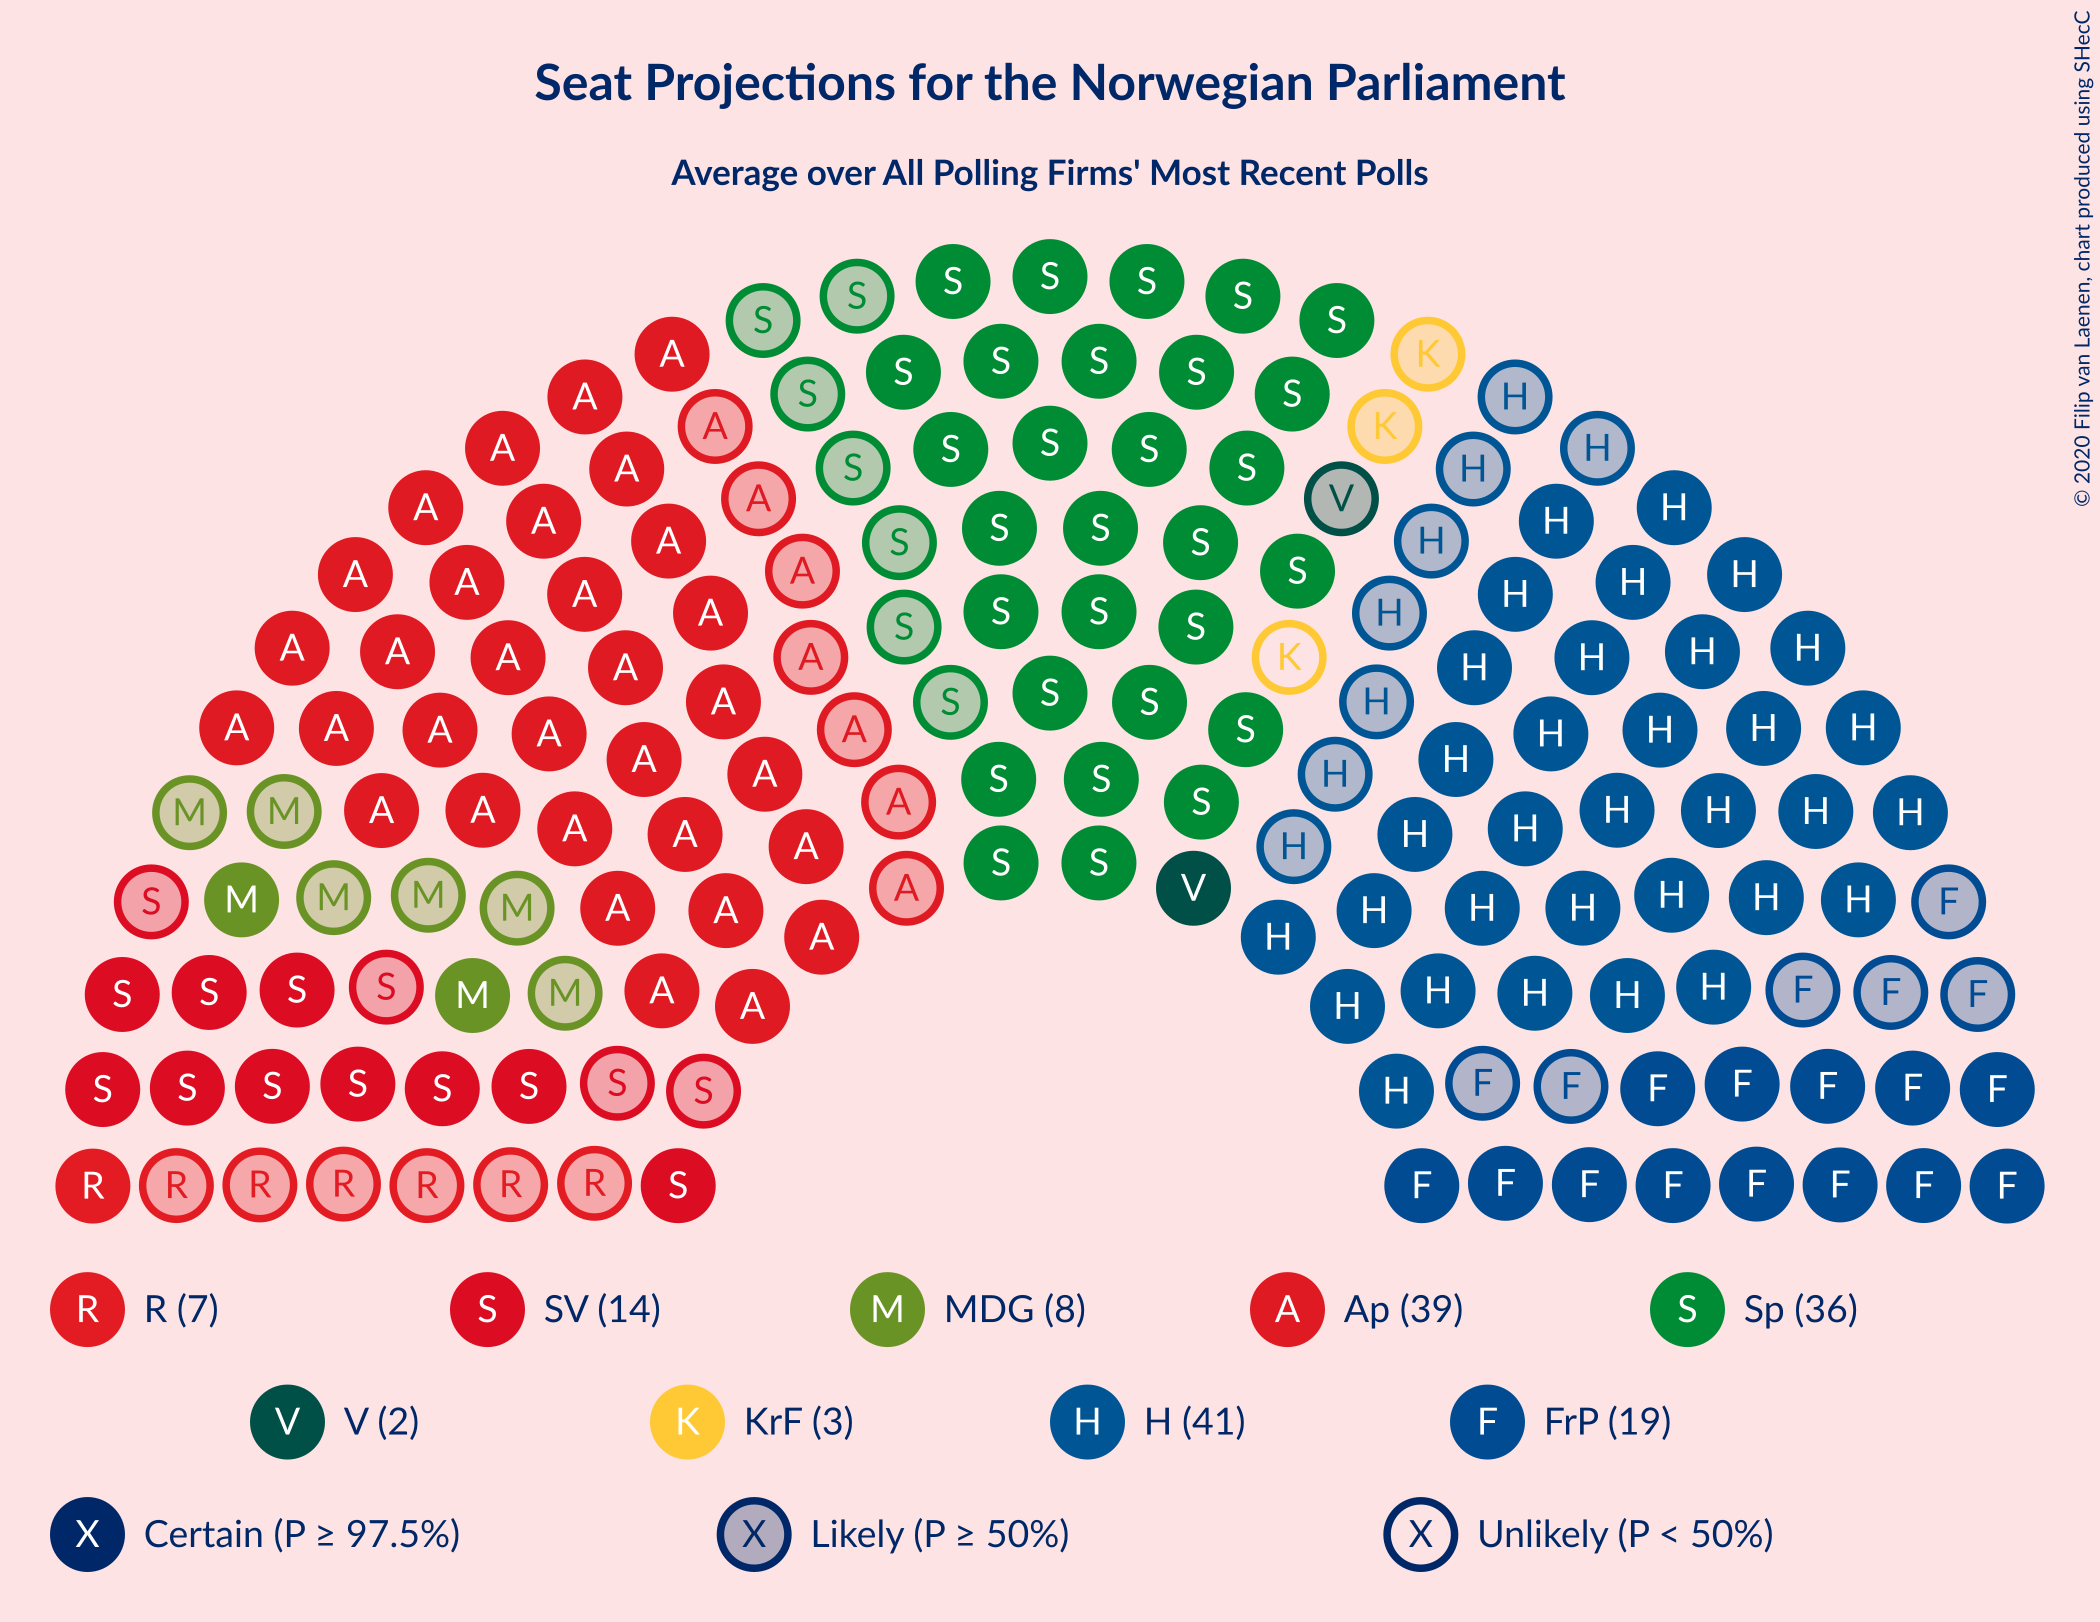 Seat Projections for the Norwegian Parliament
Average over All Polling Firms' Most Recent Polls
© 2020 Filip van Laenen, chart produced using SHecC
S S S S S S S
A S S S S S K
A A S S S S S K H
A A A S S S S V H H
A A A S S S S H H H
A A A A S S S S H H H H
A A A A S S S K H H H H
A A A A S S S S H H H H
A A A A A S S S H H H H H
M M A A A A A S S V H H H H H H H
S M M M M A A A A H H H H H H H F
S S S S M M A A H H H H H F F F
S S S S S S S S H F F F F F F F
R R R R R R R S F F F F F F F F
R R (7) S SV (14) M MDG (8) A Ap (39) S Sp (36)
V V (2) K KrF (3) H H (41) F FrP (19)
X Certain (P ≥ 97.5%) X Likely (P ≥ 50%) X Unlikely (P < 50%)